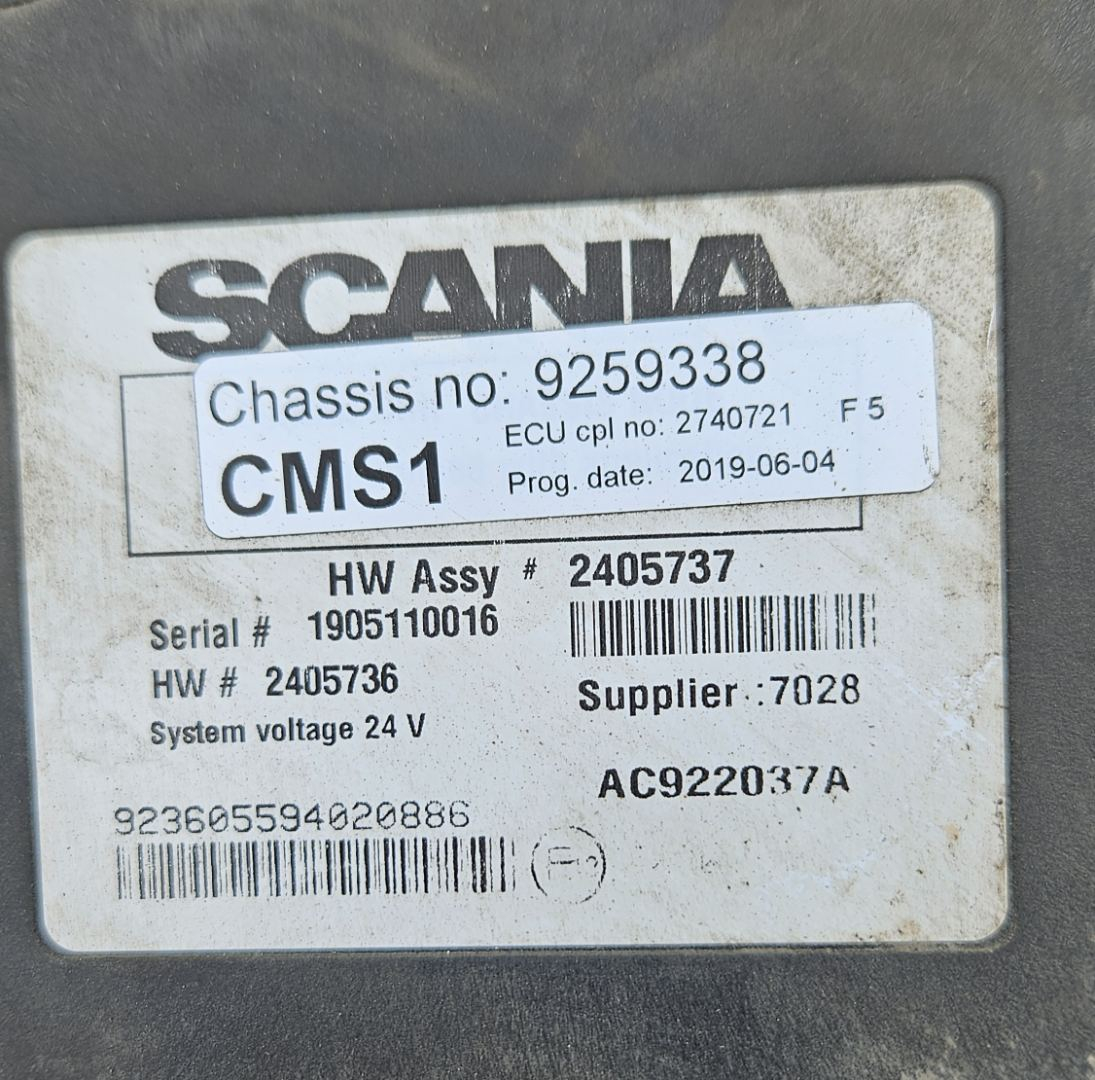 SCANIA
Chassis no: 9259338
ECU cpl no: 2740721 F 5
CMS1
Prog. date: 2019-06-04
HW Assy # 2405737
Serial # 1905110016
HW # 2405736
Supplier.:7028
System voltage 24 V
AC922037A
923605594020886